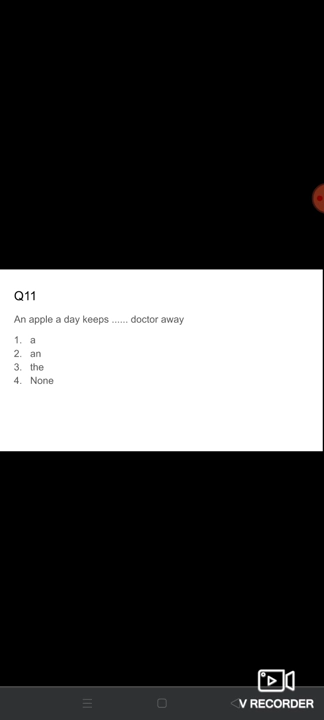 Q11
An apple a day keeps ...... doctor away
1. a
2. an
3. the
4. None
V RECORDER